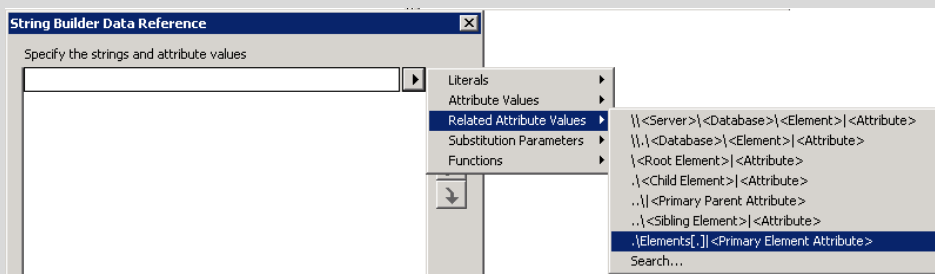 String Builder Data Reference
Specify the strings and attribute values
Literals
Attribute Values
Related Attribute Values
Substitution Parameters
Functions
\\<Server>\<Database>\<Element>|<Attribute>
\\.\<Database>\<Element>|<Attribute>
\<Root Element>|<Attribute>
.\<Child Element>|<Attribute>
..\|<Primary Parent Attribute>
..\<Sibling Element>|<Attribute>
.\Elements[.]|<Primary Element Attribute>
Search...